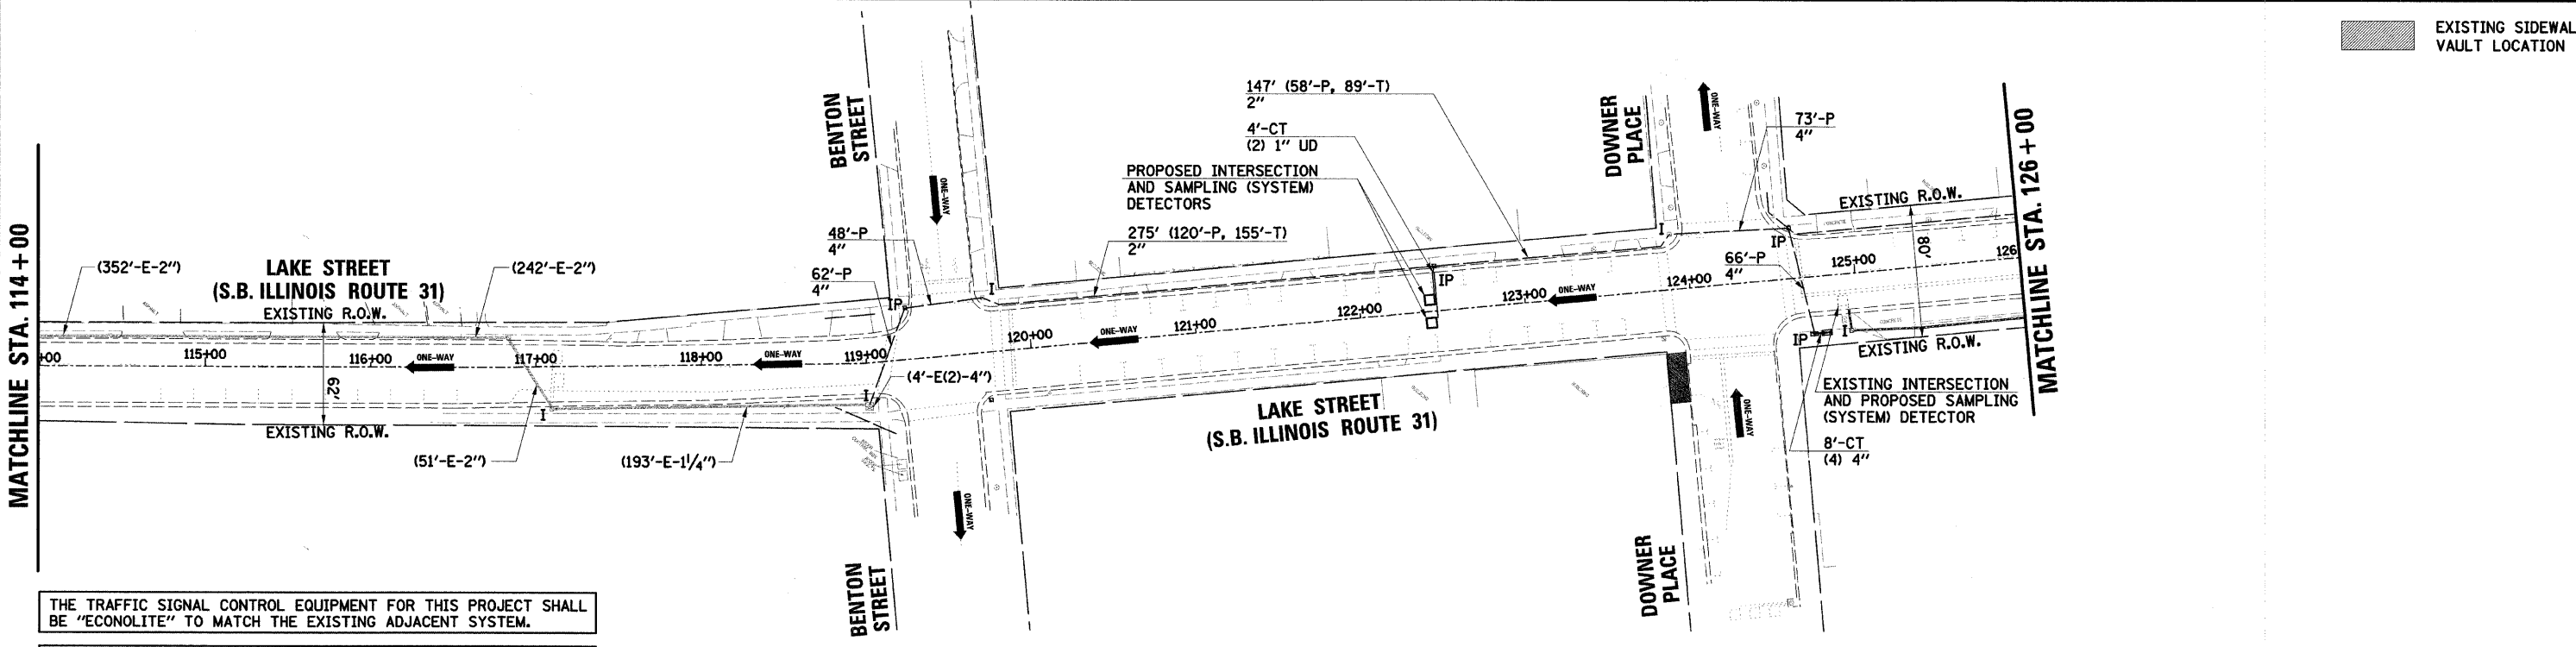 EXISTING SIDEWAL
VAULT LOCATION
MATCHLINE STA. 114+00
(352'-E-2")
LAKE STREET
(S.B. ILLINOIS ROUTE 31)
EXISTING R.O.W.
(242'-E-2")
+00
115+00
116+00
ONE-WAY
117+00
118+00
ONE-WAY
119+00
62'
EXISTING R.O.W.
(51'-E-2")
I
(193'-E-1 1/4")
BENTON
STREET
ONE-WAY
48'-P
4"
62'-P
4"
IP
I
(4'-E(2)-4")
I
ONE-WAY
BENTON
STREET
147' (58'-P, 89'-T)
2"
4'-CT
(2) 1" UD
PROPOSED INTERSECTION
AND SAMPLING (SYSTEM)
DETECTORS
275' (120'-P, 155'-T)
2"
IP
120+00
ONE-WAY
121+00
122+00
123+00
ONE-WAY
124+00
125+00
126
LAKE STREET
(S.B. ILLINOIS ROUTE 31)
DOWNER
PLACE
ONE-WAY
73'-P
4"
I
IP
66'-P
4"
EXISTING R.O.W.
80'
IP
I
EXISTING R.O.W.
EXISTING INTERSECTION
AND PROPOSED SAMPLING
(SYSTEM) DETECTOR
8'-CT
(4) 4"
ONE-WAY
DOWNER
PLACE
MATCHLINE STA. 126+00
THE TRAFFIC SIGNAL CONTROL EQUIPMENT FOR THIS PROJECT SHALL
BE "ECONOLITE" TO MATCH THE EXISTING ADJACENT SYSTEM.